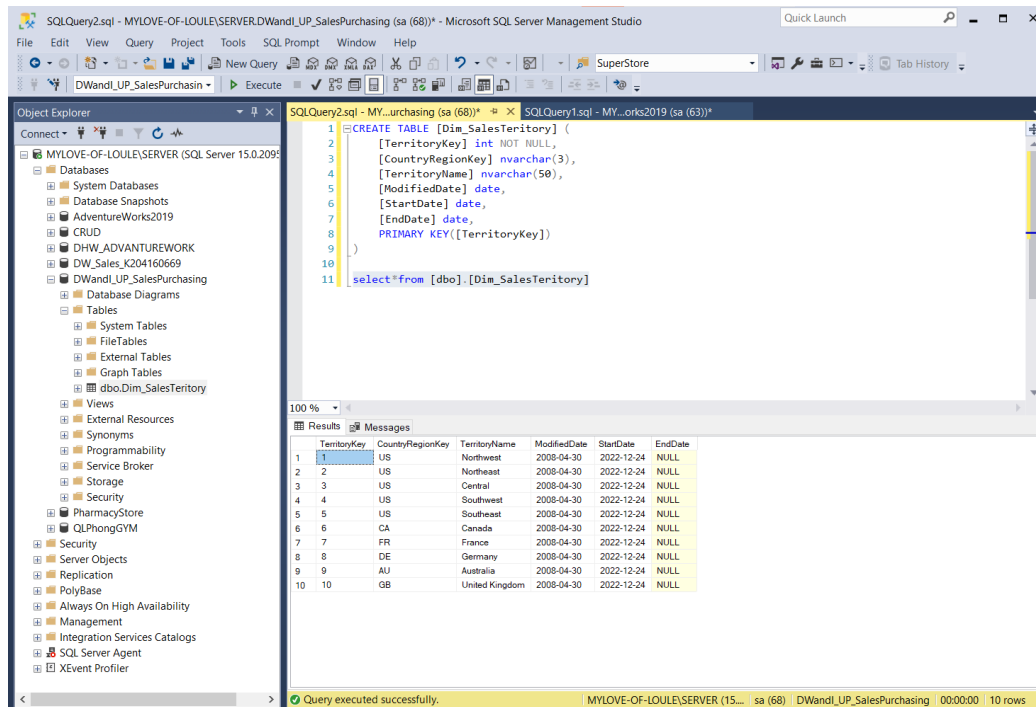 SQLQuery2.sql - MYLOVE-OF-LOULE\SERVER.DWandI_UP_SalesPurchasing (sa (68))* - Microsoft SQL Server Management Studio
Quick Launch
File Edit View Query Project Tools SQL Prompt Window Help
New Query MDX DMX XMLA DAX SuperStore Tab History
DWandI_UP_SalesPurchasin Execute
Object Explorer
Connect
MYLOVE-OF-LOULE\SERVER (SQL Server 15.0.2095
Databases
System Databases
Database Snapshots
AdventureWorks2019
CRUD
DHW_ADVANTUREWORK
DW_Sales_K204160669
DWandI_UP_SalesPurchasing
Database Diagrams
Tables
System Tables
FileTables
External Tables
Graph Tables
dbo.Dim_SalesTeritory
Views
External Resources
Synonyms
Programmability
Service Broker
Storage
Security
PharmacyStore
QLPhongGYM
Security
Server Objects
Replication
PolyBase
Always On High Availability
Management
Integration Services Catalogs
SQL Server Agent
XEvent Profiler
SQLQuery2.sql - MY...urchasing (sa (68))* SQLQuery1.sql - MY...orks2019 (sa (63))*
1 CREATE TABLE [Dim_SalesTeritory] (
2 [TerritoryKey] int NOT NULL,
3 [CountryRegionKey] nvarchar(3),
4 [TerritoryName] nvarchar(50),
5 [ModifiedDate] date,
6 [StartDate] date,
7 [EndDate] date,
8 PRIMARY KEY([TerritoryKey])
9 )
10
11 select*from [dbo].[Dim_SalesTeritory]
100 %
Results Messages
TerritoryKey CountryRegionKey TerritoryName ModifiedDate StartDate EndDate
1 1 US Northwest 2008-04-30 2022-12-24 NULL
2 2 US Northeast 2008-04-30 2022-12-24 NULL
3 3 US Central 2008-04-30 2022-12-24 NULL
4 4 US Southwest 2008-04-30 2022-12-24 NULL
5 5 US Southeast 2008-04-30 2022-12-24 NULL
6 6 CA Canada 2008-04-30 2022-12-24 NULL
7 7 FR France 2008-04-30 2022-12-24 NULL
8 8 DE Germany 2008-04-30 2022-12-24 NULL
9 9 AU Australia 2008-04-30 2022-12-24 NULL
10 10 GB United Kingdom 2008-04-30 2022-12-24 NULL
Query executed successfully. MYLOVE-OF-LOULE\SERVER (15.... sa (68) DWandI_UP_SalesPurchasing 00:00:00 10 rows